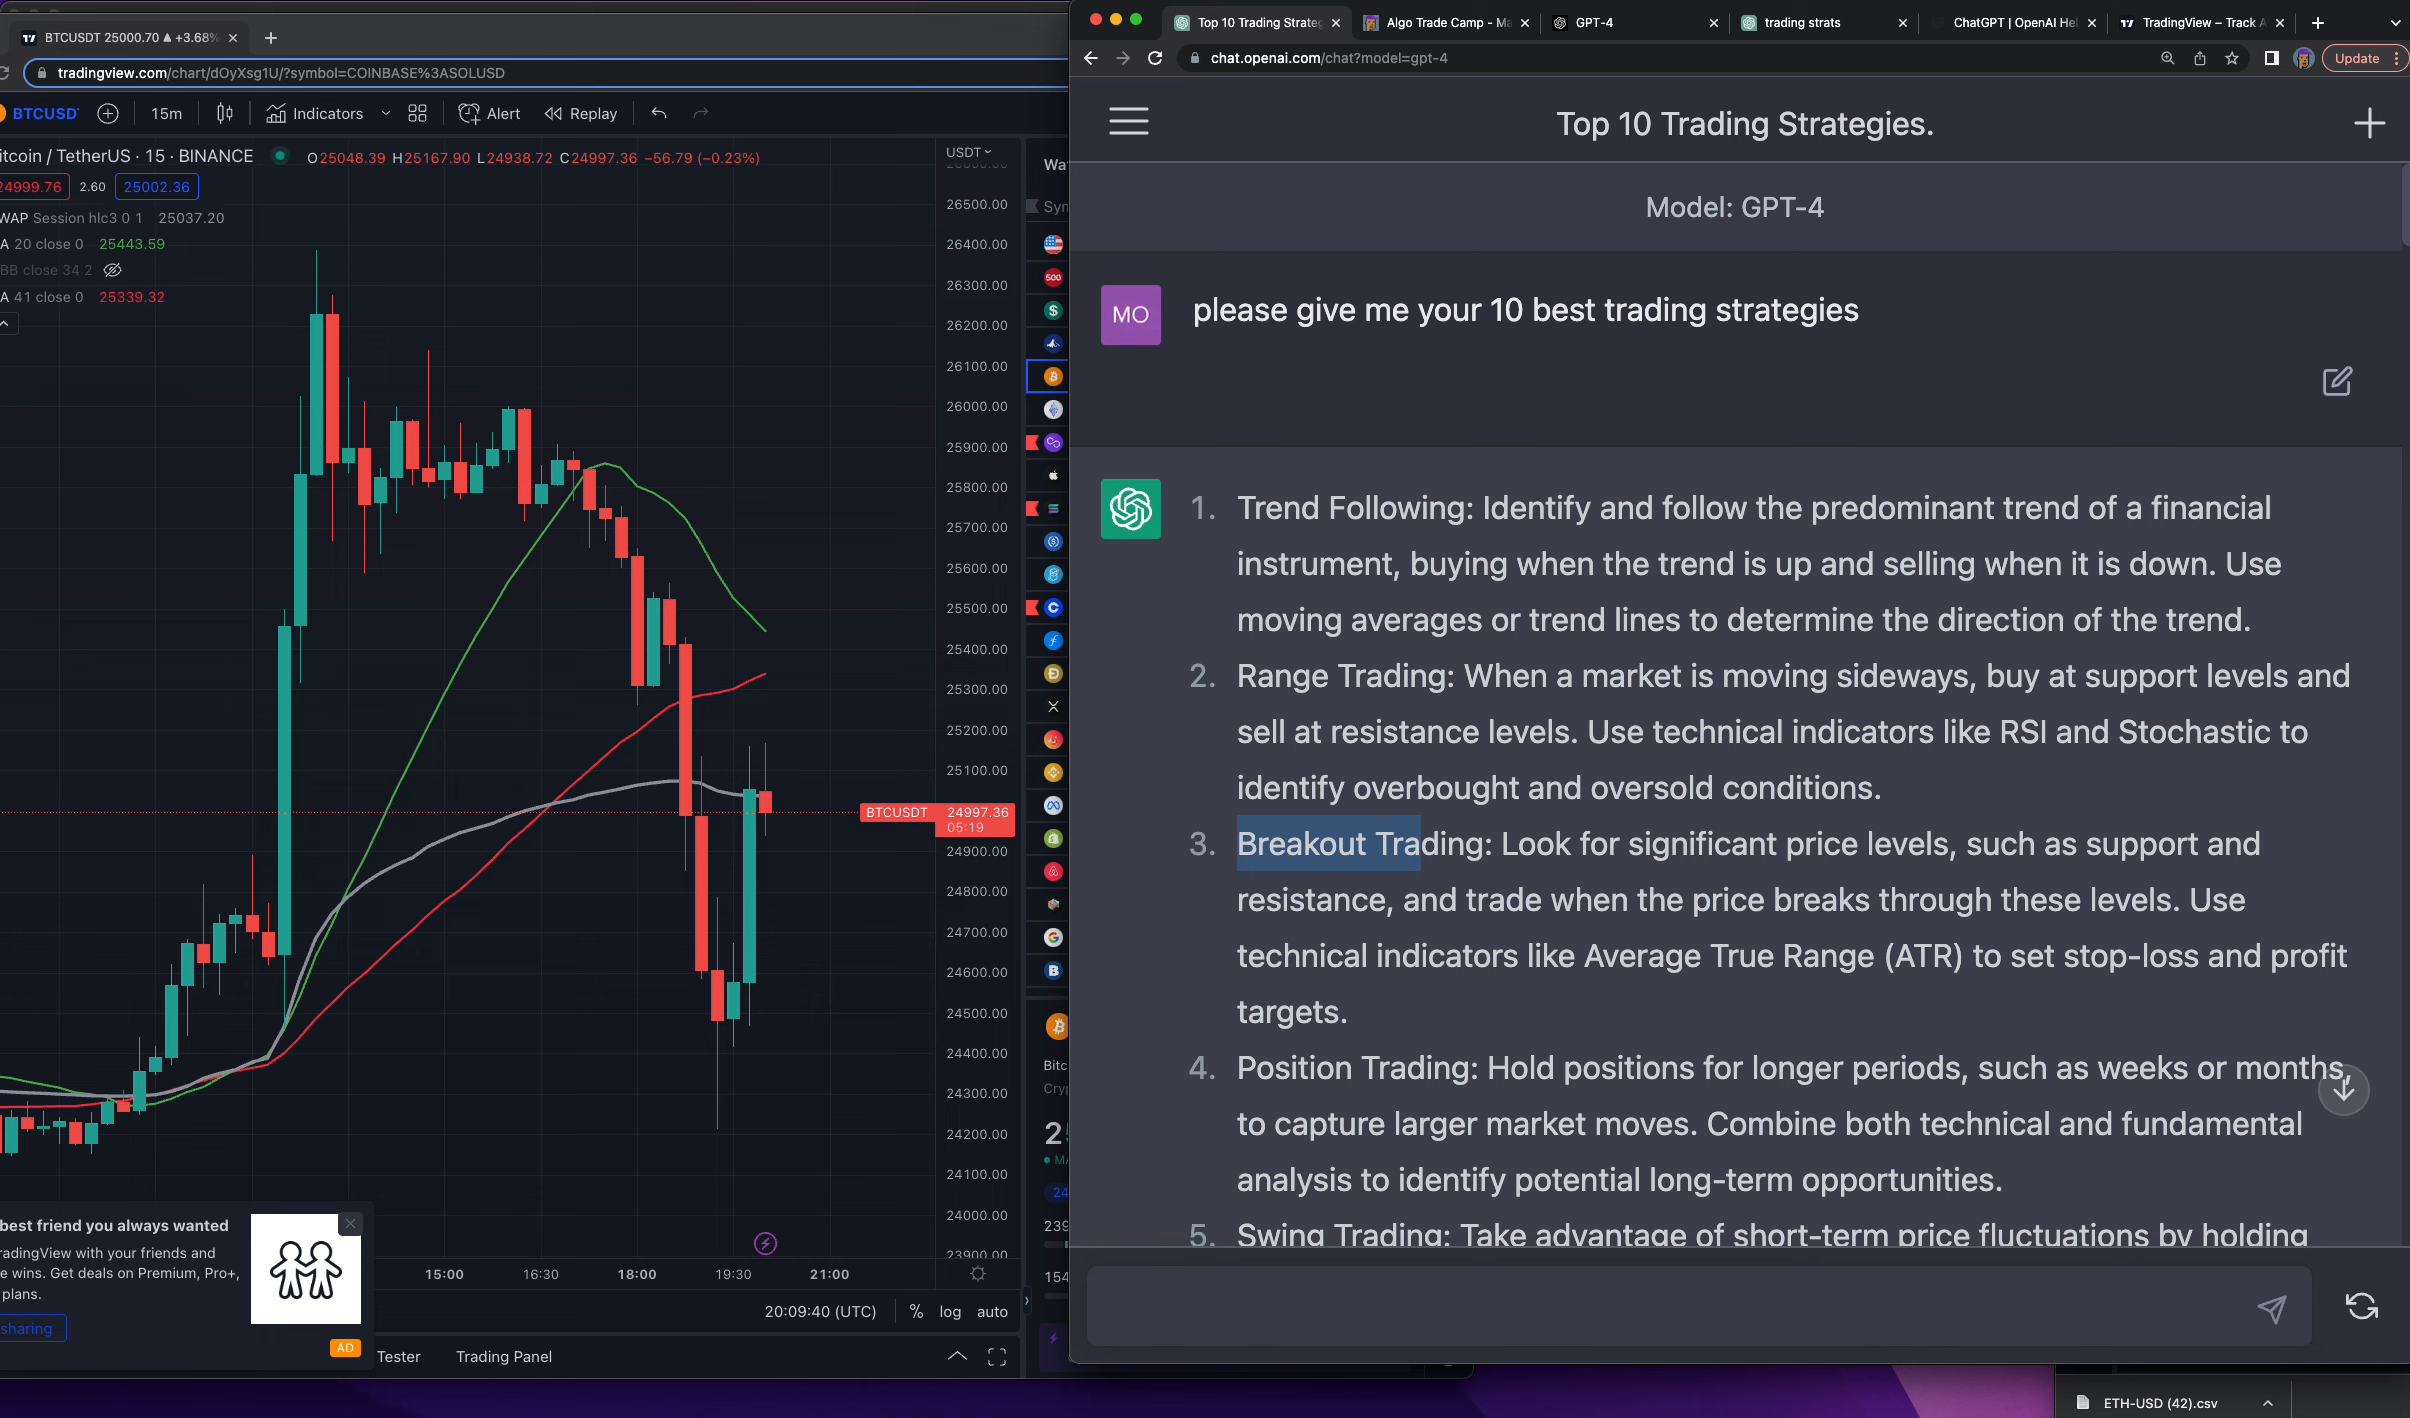 BTCUSDT 25000.70 ▲ +3.68%
tradingview.com/chart/dOyXsg1U/?symbol=COINBASE%3ASOLUSD
BTCUSD
15m
Indicators
Alert
Replay
itcoin / TetherUS · 15 · BINANCE
O25048.39 H25167.90 L24938.72 C24997.36 −56.79 (−0.23%)
USDT
24999.76
2.60
25002.36
WAP Session hlc3 0 1 25037.20
A 20 close 0 25443.59
BB close 34 2
A 41 close 0 25339.32
26500.00
26400.00
26300.00
26200.00
26100.00
26000.00
25900.00
25800.00
25700.00
25600.00
25500.00
25400.00
25300.00
25200.00
25100.00
BTCUSDT 24997.36
05:19
24900.00
24800.00
24700.00
24600.00
24500.00
24400.00
24300.00
24200.00
24100.00
24000.00
23900.00
15:00
16:30
18:00
19:30
21:00
20:09:40 (UTC)
%
log
auto
best friend you always wanted
radingView with your friends and
e wins. Get deals on Premium, Pro+,
plans.
sharing
AD
Tester
Trading Panel
Wa
Syn
500
Bitc
Cryp
25
MA
24
239
154
Top 10 Trading Strateg
Algo Trade Camp - Ma
GPT-4
trading strats
ChatGPT | OpenAI Hel
TradingView – Track A
chat.openai.com/chat?model=gpt-4
Update
Top 10 Trading Strategies.
Model: GPT-4
MO
please give me your 10 best trading strategies
1. Trend Following: Identify and follow the predominant trend of a financial
instrument, buying when the trend is up and selling when it is down. Use
moving averages or trend lines to determine the direction of the trend.
2. Range Trading: When a market is moving sideways, buy at support levels and
sell at resistance levels. Use technical indicators like RSI and Stochastic to
identify overbought and oversold conditions.
3. Breakout Trading: Look for significant price levels, such as support and
resistance, and trade when the price breaks through these levels. Use
technical indicators like Average True Range (ATR) to set stop-loss and profit
targets.
4. Position Trading: Hold positions for longer periods, such as weeks or months,
to capture larger market moves. Combine both technical and fundamental
analysis to identify potential long-term opportunities.
5. Swing Trading: Take advantage of short-term price fluctuations by holding
ETH-USD (42).csv